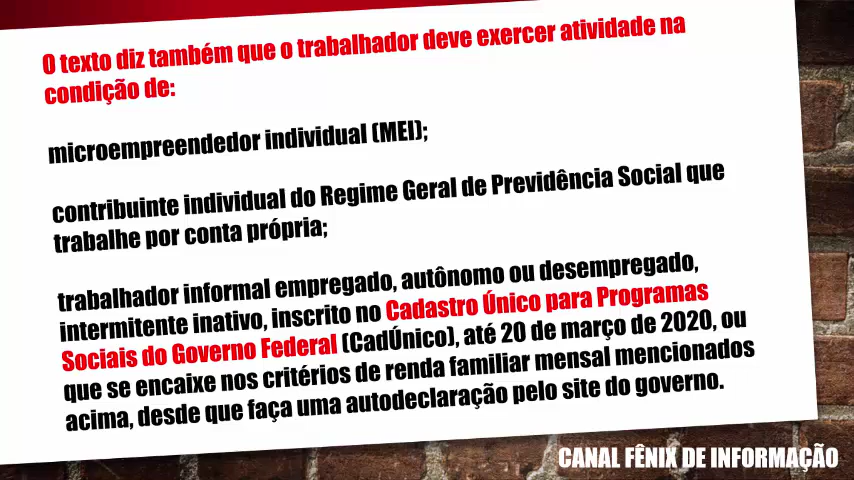 O texto diz também que o trabalhador deve exercer atividade na
condição de:
microempreendedor individual (MEI);
contribuinte individual do Regime Geral de Previdência Social que
trabalhe por conta própria;
trabalhador informal empregado, autônomo ou desempregado,
intermitente inativo, inscrito no Cadastro Único para Programas
Sociais do Governo Federal (CadÚnico), até 20 de março de 2020, ou
que se encaixe nos critérios de renda familiar mensal mencionados
acima, desde que faça uma autodeclaração pelo site do governo.
CANAL FÊNIX DE INFORMAÇÃO